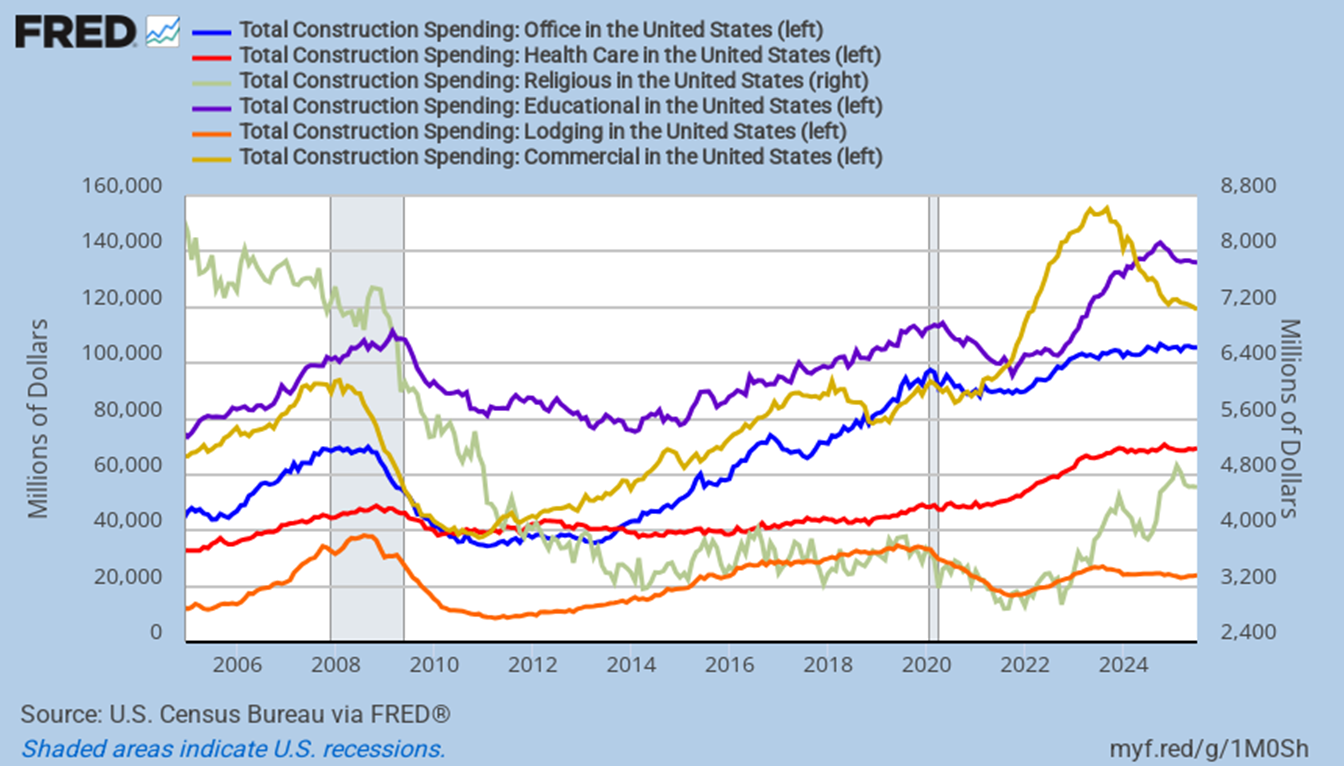 FRED
Total Construction Spending: Office in the United States (left)
Total Construction Spending: Health Care in the United States (left)
Total Construction Spending: Religious in the United States (right)
Total Construction Spending: Educational in the United States (left)
Total Construction Spending: Lodging in the United States (left)
Total Construction Spending: Commercial in the United States (left)
160,000
140,000
120,000
100,000
80,000
60,000
40,000
20,000
0
Millions of Dollars
8,800
8,000
7,200
6,400
5,600
4,800
4,000
3,200
2,400
Millions of Dollars
2006 2008 2010 2012 2014 2016 2018 2020 2022 2024
Source: U.S. Census Bureau via FRED®
Shaded areas indicate U.S. recessions.
myf.red/g/1M0Sh